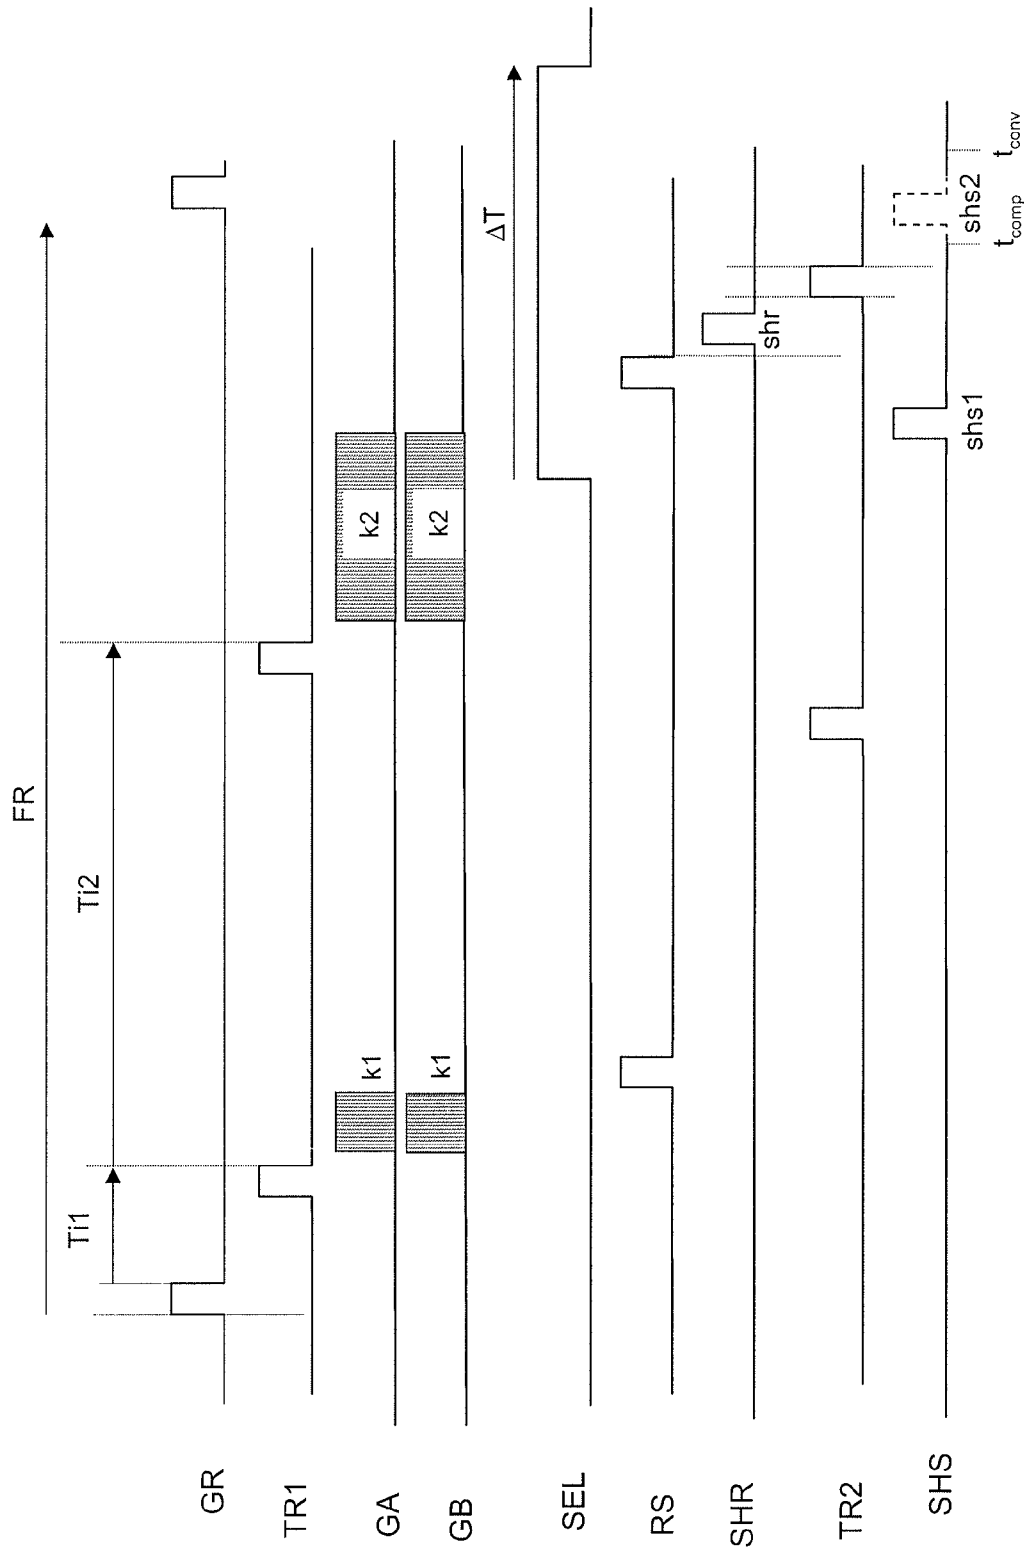 FR
Ti1
Ti2
GR
TR1
GA
k1
k2
GB
k1
k2
SEL
ΔT
RS
SHR
shr
TR2
SHS
shs1
shs2
tcomp
tconv